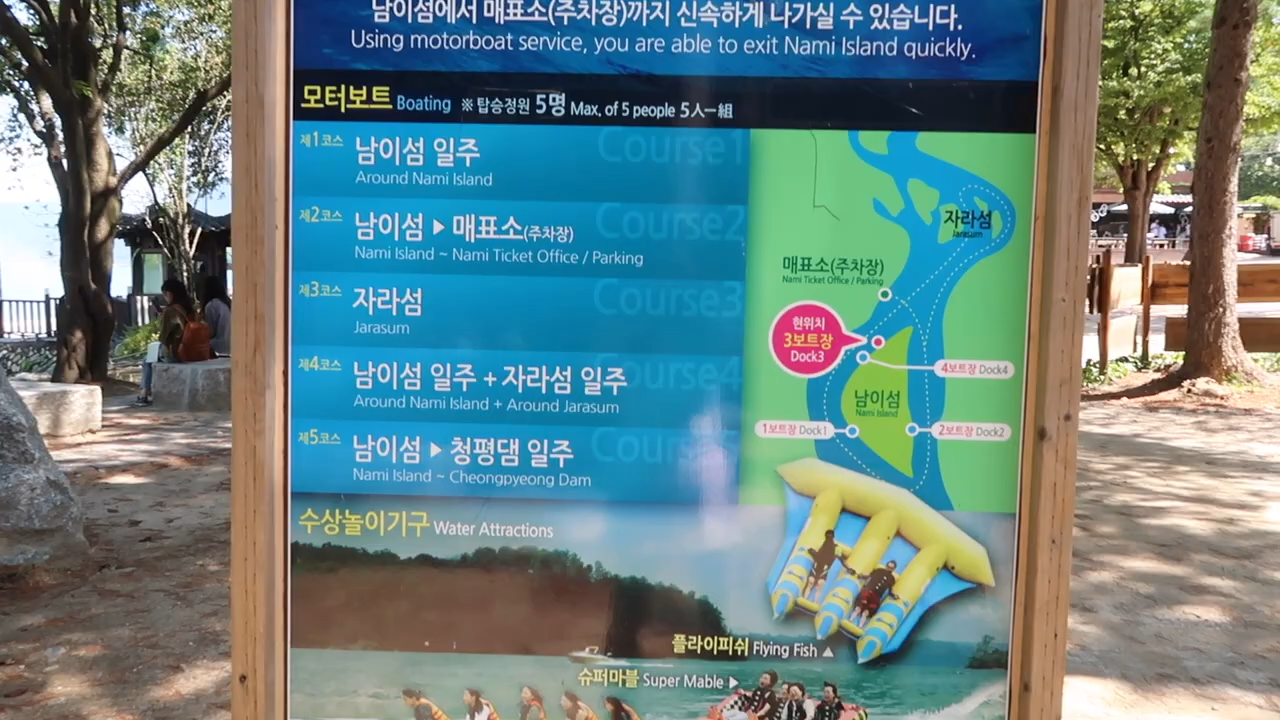 남이섬에서 매표소(주차장)까지 신속하게 나가실 수 있습니다.
Using motorboat service, you are able to exit Nami Island quickly.
모터보트 Boating ※ 탑승정원 5명 Max. of 5 people 5人一組
제1코스 남이섬 일주 Course1
Around Nami Island
제2코스 남이섬 ▶ 매표소(주차장) Course2
Nami Island ~ Nami Ticket Office / Parking
제3코스 자라섬 Course3
Jarasum
제4코스 남이섬 일주 + 자라섬 일주 Course4
Around Nami Island + Around Jarasum
제5코스 남이섬 ▶ 청평댐 일주 Course5
Nami Island ~ Cheongpyeong Dam
자라섬
Jarasum
매표소(주차장)
Nami Ticket Office / Parking
현위치
3보트장
Dock3
4보트장 Dock4
남이섬
Nami Island
1보트장 Dock1
2보트장 Dock2
수상놀이기구 Water Attractions
플라이피쉬 Flying Fish ▲
슈퍼마블 Super Mable ▶